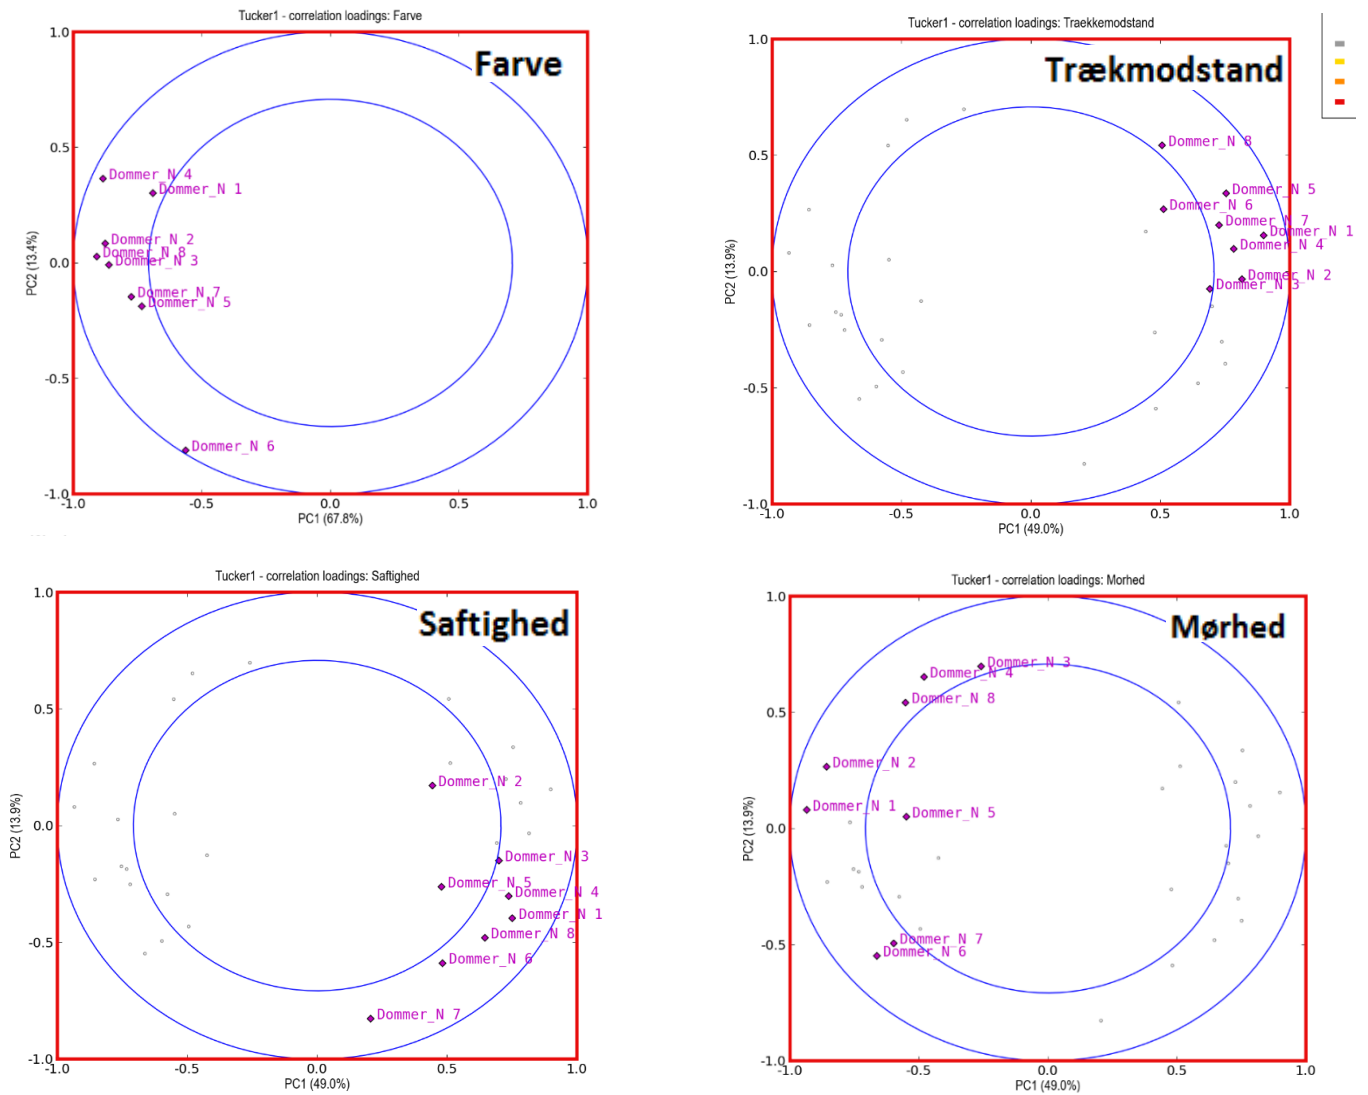 Tucker1 - correlation loadings: Farve
Farve
1.0
0.5
0.0
-0.5
-1.0
PC2 (13.4%)
Dommer_N 4
Dommer_N 1
Dommer_N 2
Dommer_N 8
Dommer_N 3
Dommer_N 7
Dommer_N 5
Dommer_N 6
-1.0 -0.5 0.0 0.5 1.0
PC1 (67.8%)
Tucker1 - correlation loadings: Traekkemodstand
Trækmodstand
1.0
0.5
0.0
-0.5
-1.0
PC2 (13.9%)
Dommer_N 8
Dommer_N 5
Dommer_N 6
Dommer_N 7
Dommer_N 1
Dommer_N 4
Dommer_N 2
Dommer_N 3
-1.0 -0.5 0.0 0.5 1.0
PC1 (49.0%)
Tucker1 - correlation loadings: Saftighed
Saftighed
1.0
0.5
0.0
-0.5
-1.0
PC2 (13.9%)
Dommer_N 2
Dommer_N 3
Dommer_N 5
Dommer_N 4
Dommer_N 1
Dommer_N 8
Dommer_N 6
Dommer_N 7
-1.0 -0.5 0.0 0.5 1.0
PC1 (49.0%)
Tucker1 - correlation loadings: Morhed
Mørhed
1.0
0.5
0.0
-0.5
-1.0
PC2 (13.9%)
Dommer_N 3
Dommer_N 4
Dommer_N 8
Dommer_N 2
Dommer_N 1
Dommer_N 5
Dommer_N 7
Dommer_N 6
-1.0 -0.5 0.0 0.5 1.0
PC1 (49.0%)